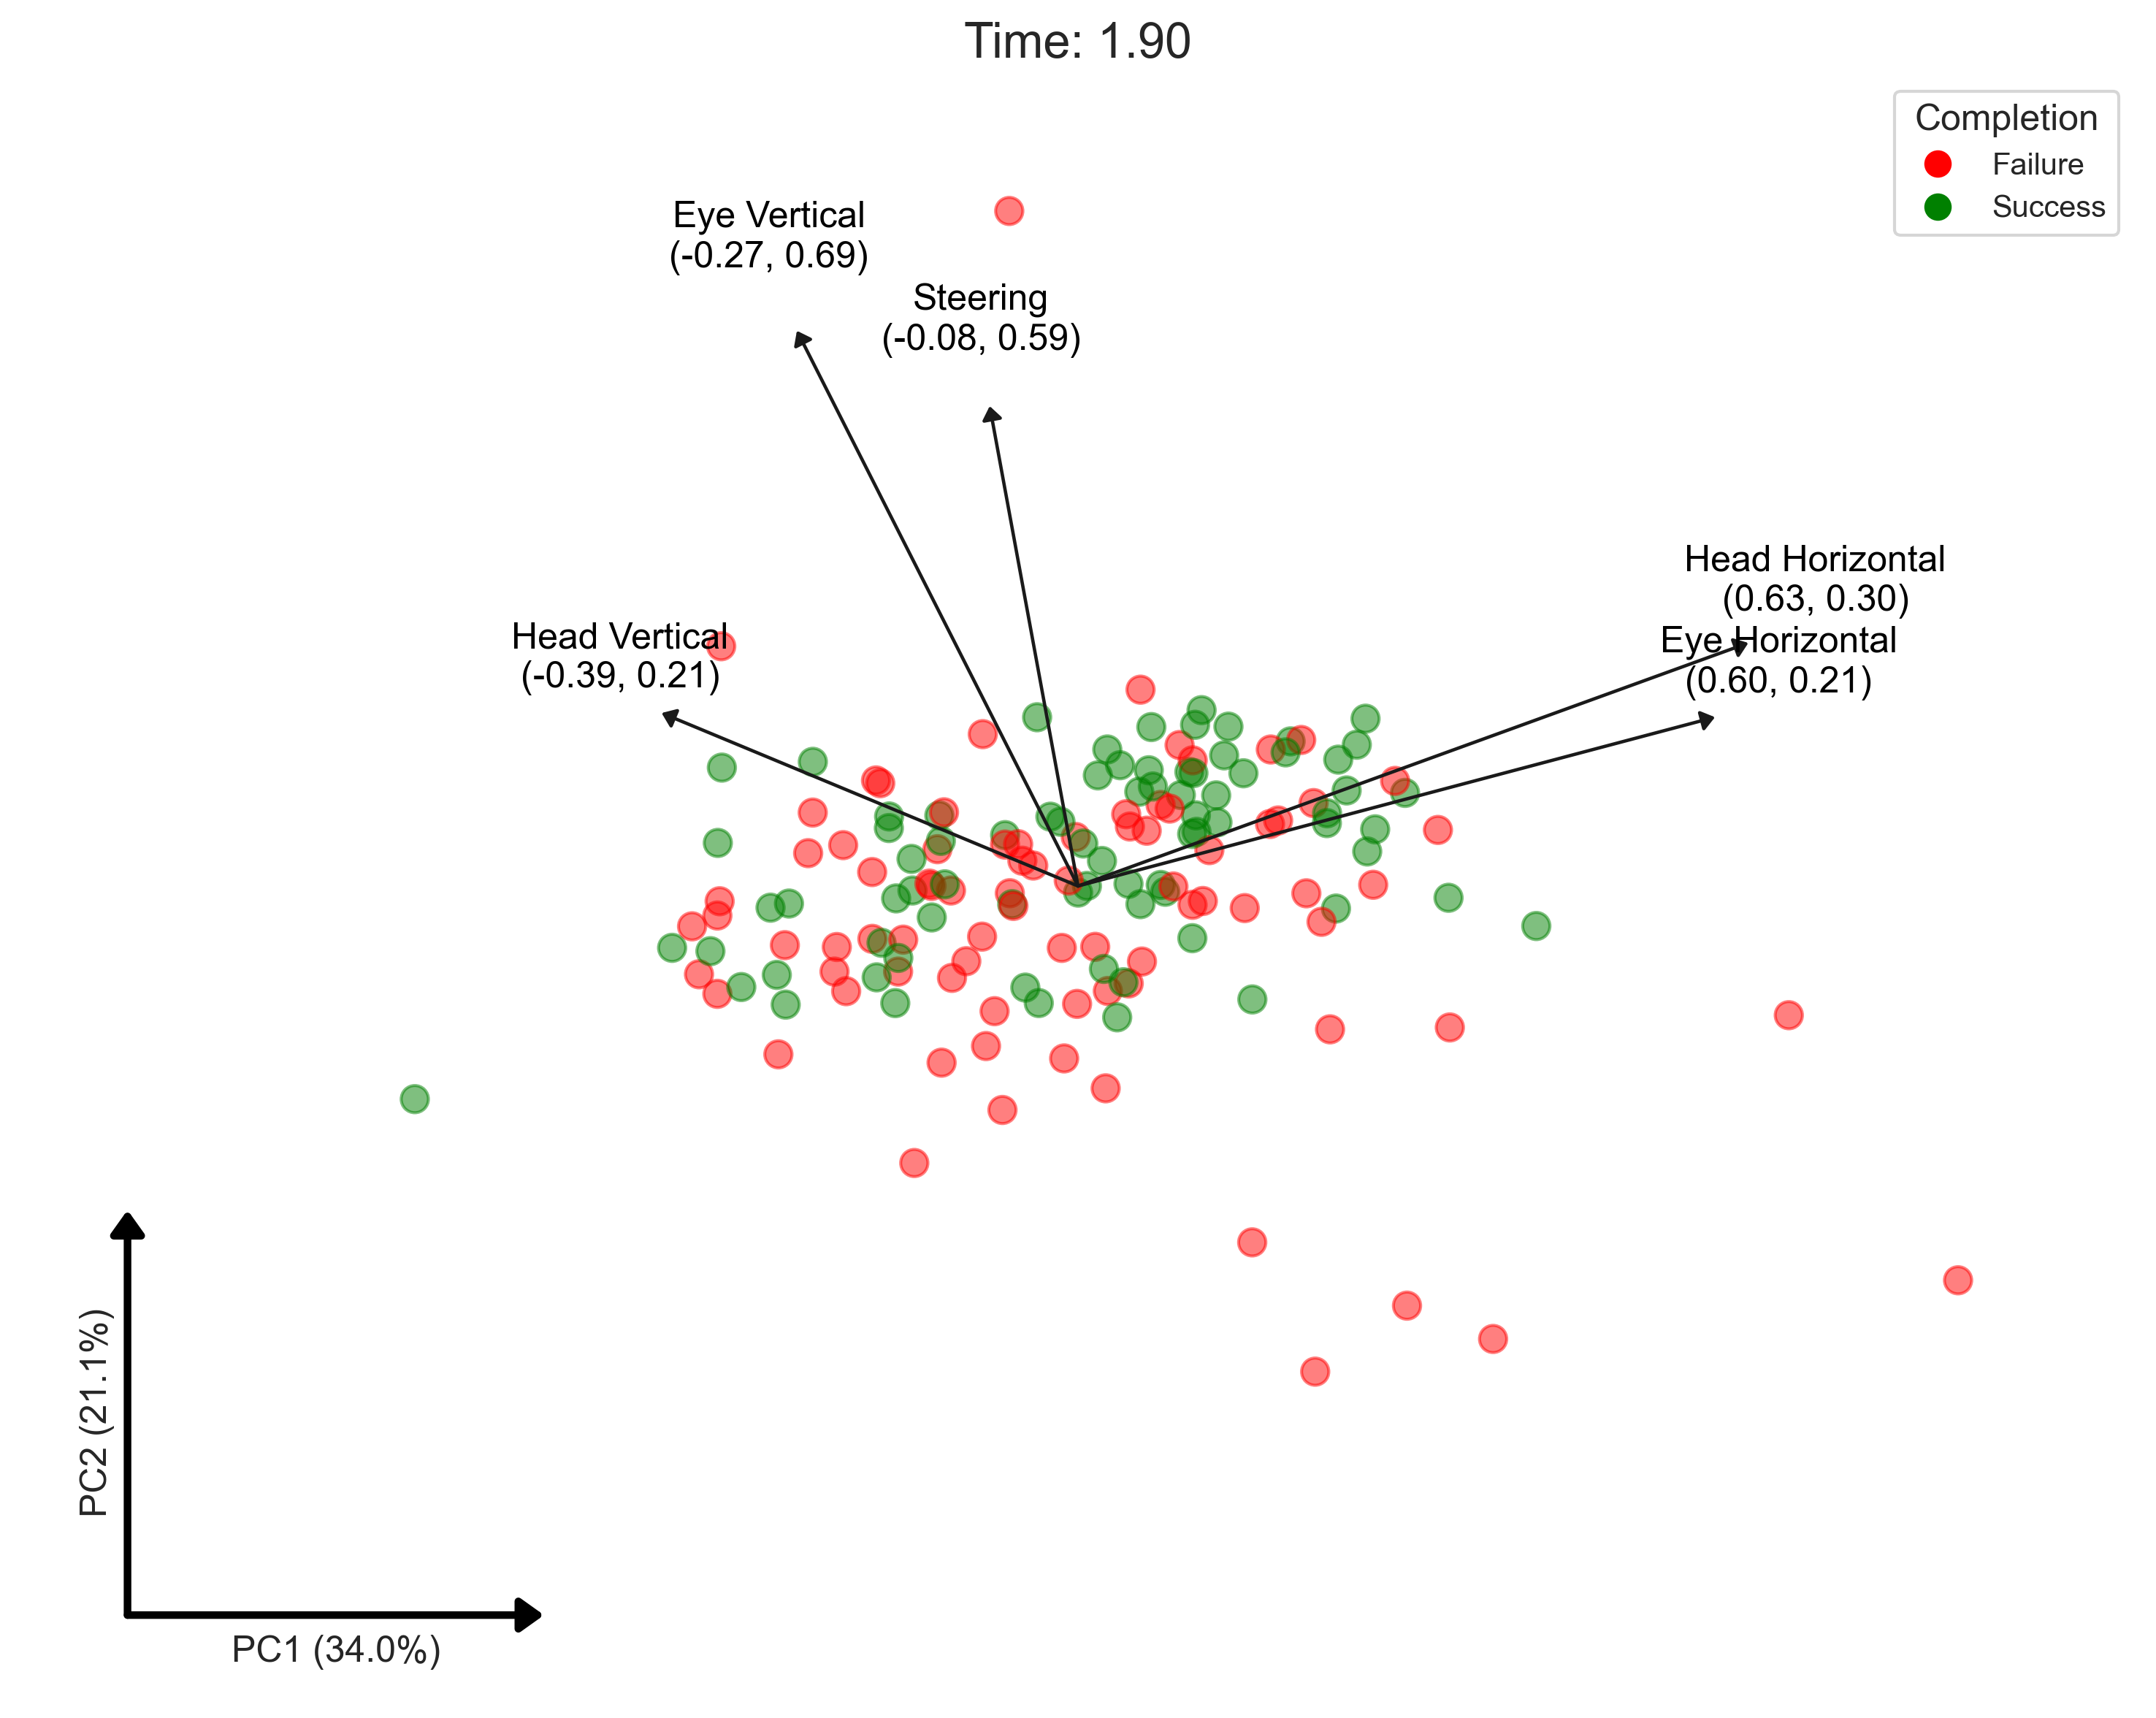 Time: 1.90
Completion
Failure
Success
Eye Vertical
(-0.27, 0.69)
Steering
(-0.08, 0.59)
Head Horizontal
(0.63, 0.30)
Eye Horizontal
(0.60, 0.21)
Head Vertical
(-0.39, 0.21)
PC2 (21.1%)
PC1 (34.0%)